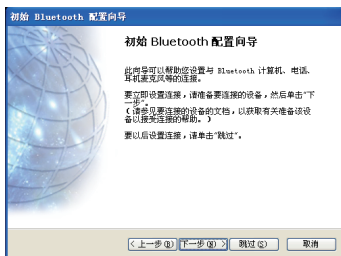 初始 Bluetooth 配置向导
初始 Bluetooth 配置向导
此向导可以帮助您设置与 Bluetooth 计算机、电话、
耳机麦克风等的连接。
要立即设置连接，请准备要连接的设备，然后单击"下
一步"。
（请参见要连接的设备的文档，以获取有关准备该设
备以接受连接的帮助。）
要以后设置连接，请单击"跳过"。
< 上一步(B) 下一步(N) > 跳过(S) 取消